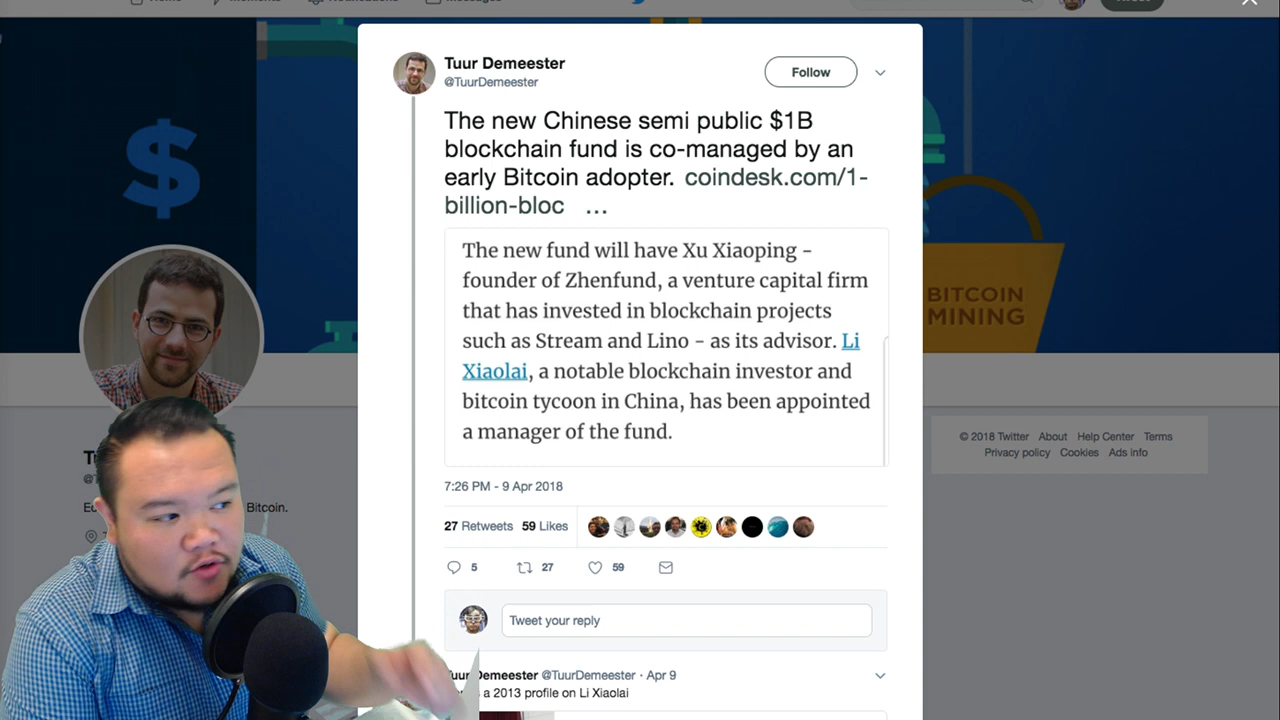 Tuur Demeester
@TuurDemeester
Follow
The new Chinese semi public $1B
blockchain fund is co-managed by an
early Bitcoin adopter. coindesk.com/1-
billion-bloc …
The new fund will have Xu Xiaoping -
founder of Zhenfund, a venture capital firm
that has invested in blockchain projects
such as Stream and Lino - as its advisor. Li
Xiaolai, a notable blockchain investor and
bitcoin tycoon in China, has been appointed
a manager of the fund.
7:26 PM - 9 Apr 2018
27 Retweets 59 Likes
5 27 59
Tweet your reply
Demeester @TuurDemeester · Apr 9
a 2013 profile on Li Xiaolai
BITCOIN
MINING
$
Bitcoin.
© 2018 Twitter About Help Center Terms
Privacy policy Cookies Ads info